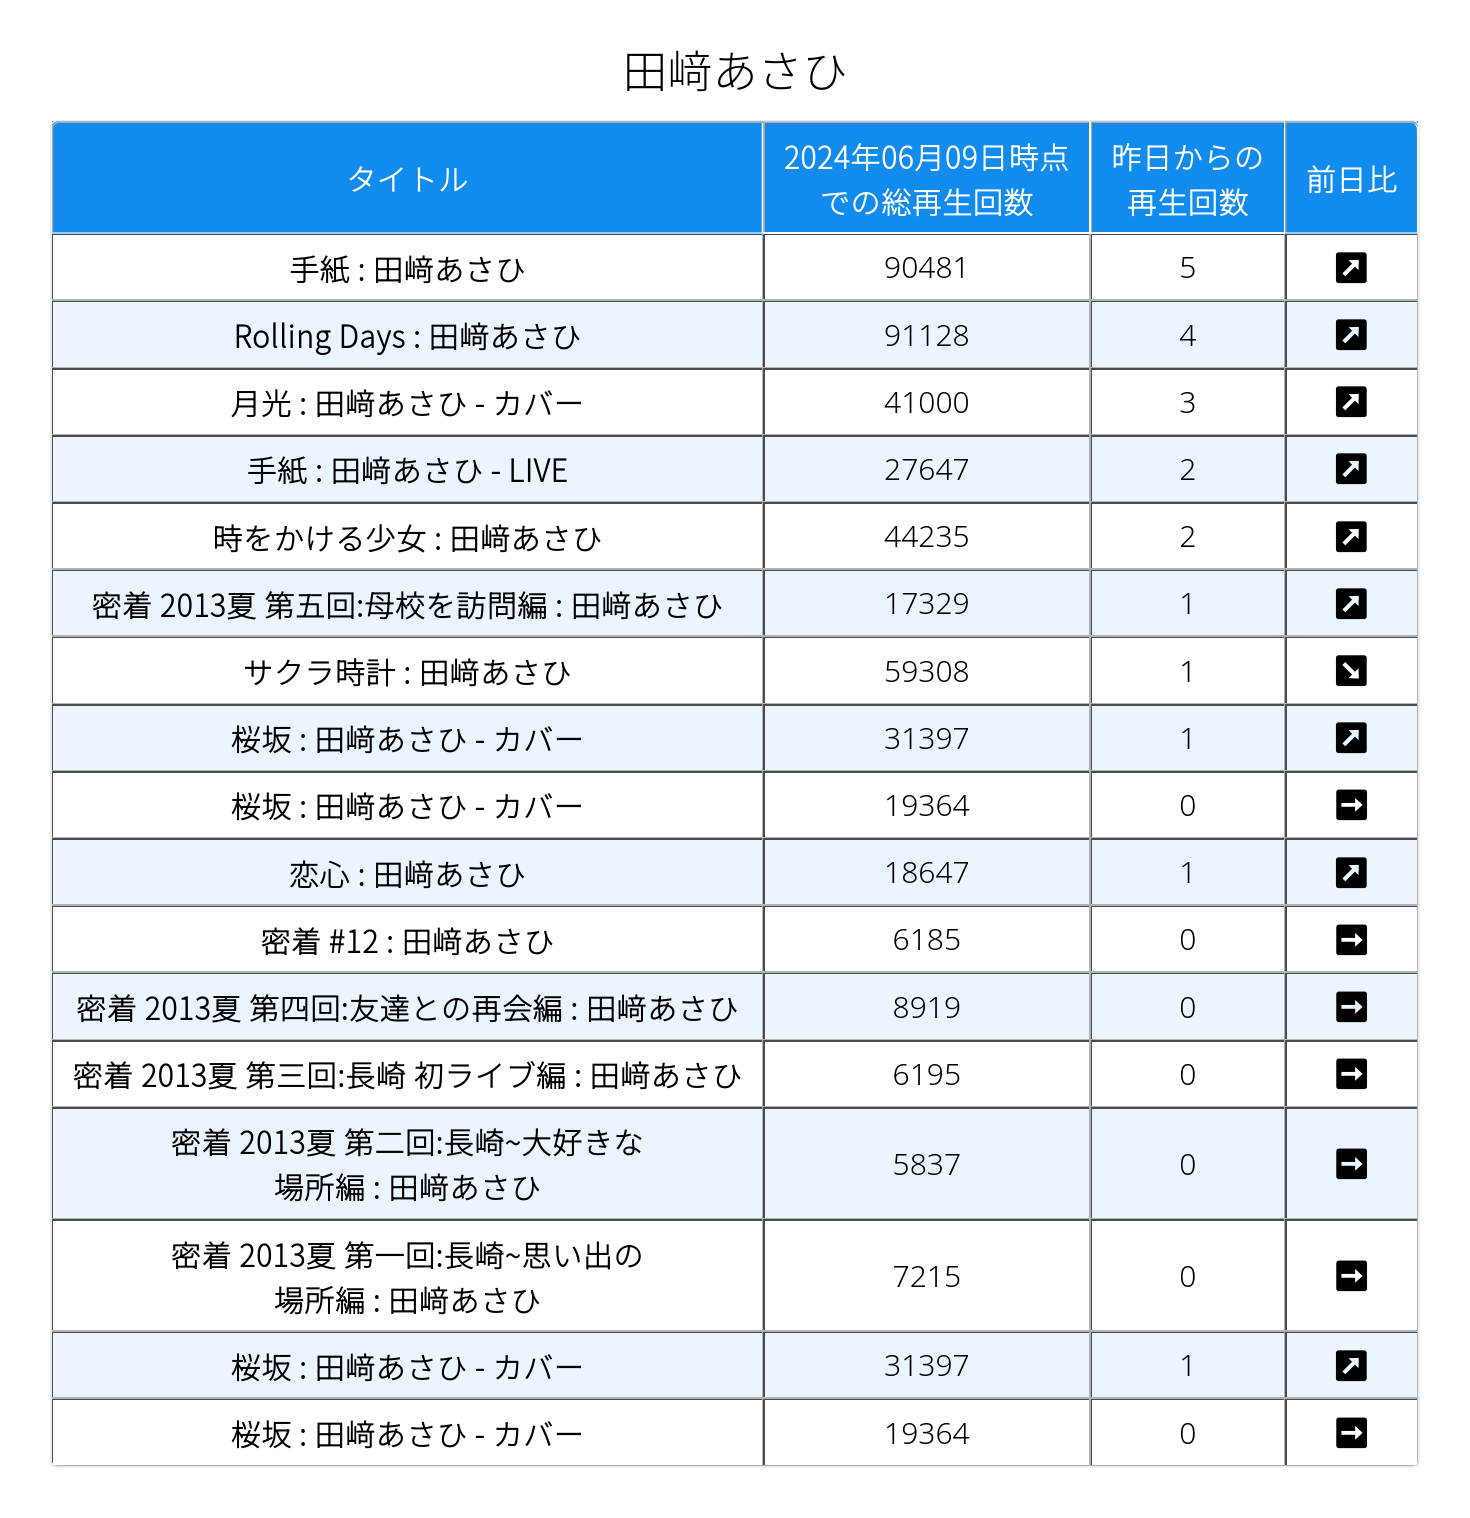 田﨑あさひ
タイトル
2024年06月09日時点
での総再生回数
昨日からの
再生回数
前日比
手紙 : 田﨑あさひ 90481 5
Rolling Days : 田﨑あさひ 91128 4
月光 : 田﨑あさひ - カバー 41000 3
手紙 : 田﨑あさひ - LIVE 27647 2
時をかける少女 : 田﨑あさひ 44235 2
密着 2013夏 第五回:母校を訪問編 : 田﨑あさひ 17329 1
サクラ時計 : 田﨑あさひ 59308 1
桜坂 : 田﨑あさひ - カバー 31397 1
桜坂 : 田﨑あさひ - カバー 19364 0
恋心 : 田﨑あさひ 18647 1
密着 #12 : 田﨑あさひ 6185 0
密着 2013夏 第四回:友達との再会編 : 田﨑あさひ 8919 0
密着 2013夏 第三回:長崎 初ライブ編 : 田﨑あさひ 6195 0
密着 2013夏 第二回:長崎~大好きな
場所編 : 田﨑あさひ 5837 0
密着 2013夏 第一回:長崎~思い出の
場所編 : 田﨑あさひ 7215 0
桜坂 : 田﨑あさひ - カバー 31397 1
桜坂 : 田﨑あさひ - カバー 19364 0